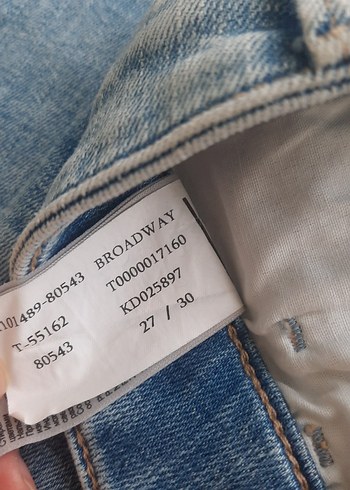 101489-80543 BROADWAY
T-55162 T0000017160
80543 KD025897
27 / 30